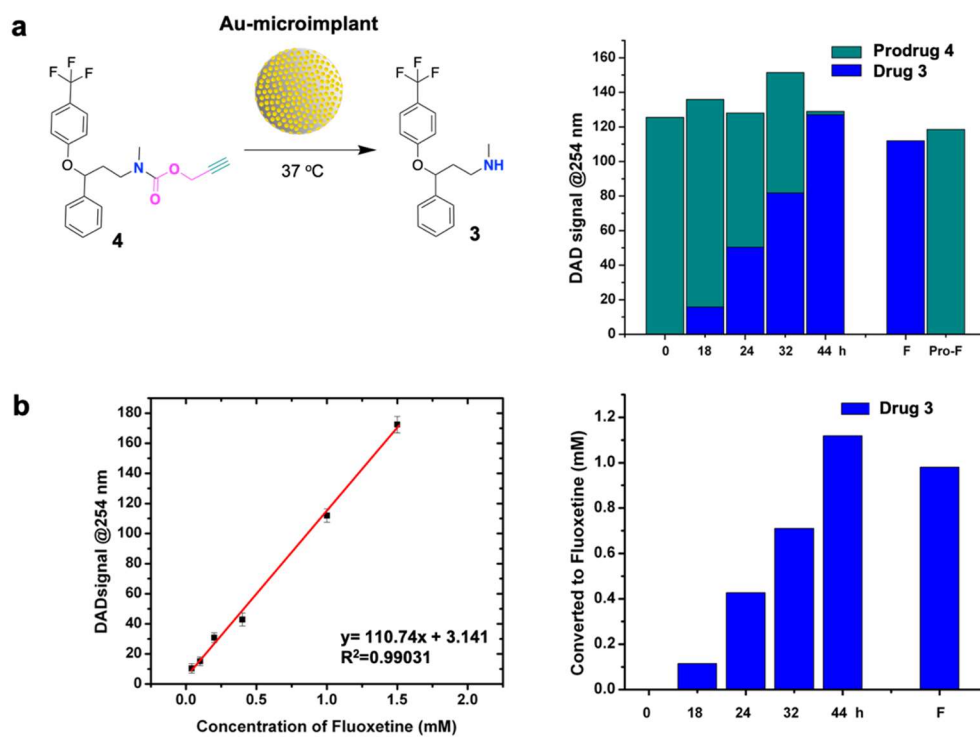 a
Au-microimplant
F
F
F
O
N
O
O
4
37 °C
F
F
F
O
NH
3
Prodrug 4
Drug 3
DAD signal @254 nm
160
140
120
100
80
60
40
20
0
0 18 24 32 44 h F Pro-F
b
DADsignal @254 nm
180
160
140
120
100
80
60
40
20
0
y= 110.74x + 3.141
R²=0.99031
0.0 0.5 1.0 1.5 2.0
Concentration of Fluoxetine (mM)
Drug 3
Converted to Fluoxetine (mM)
1.2
1.0
0.8
0.6
0.4
0.2
0.0
0 18 24 32 44 h F